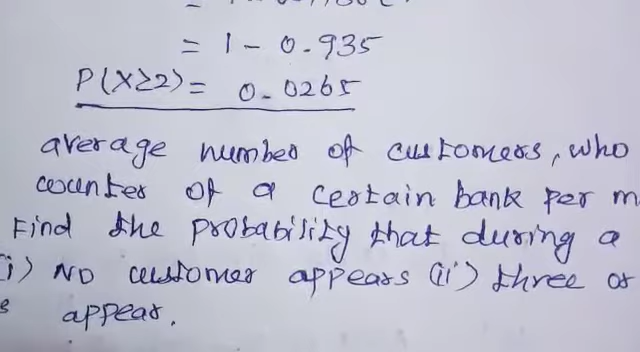 = 1 - 0.935
P(X≥2) = 0.0265
average number of customers, who
counter of a certain bank per m
Find the probability that during a
i) No customer appears (ii) three or
appear.